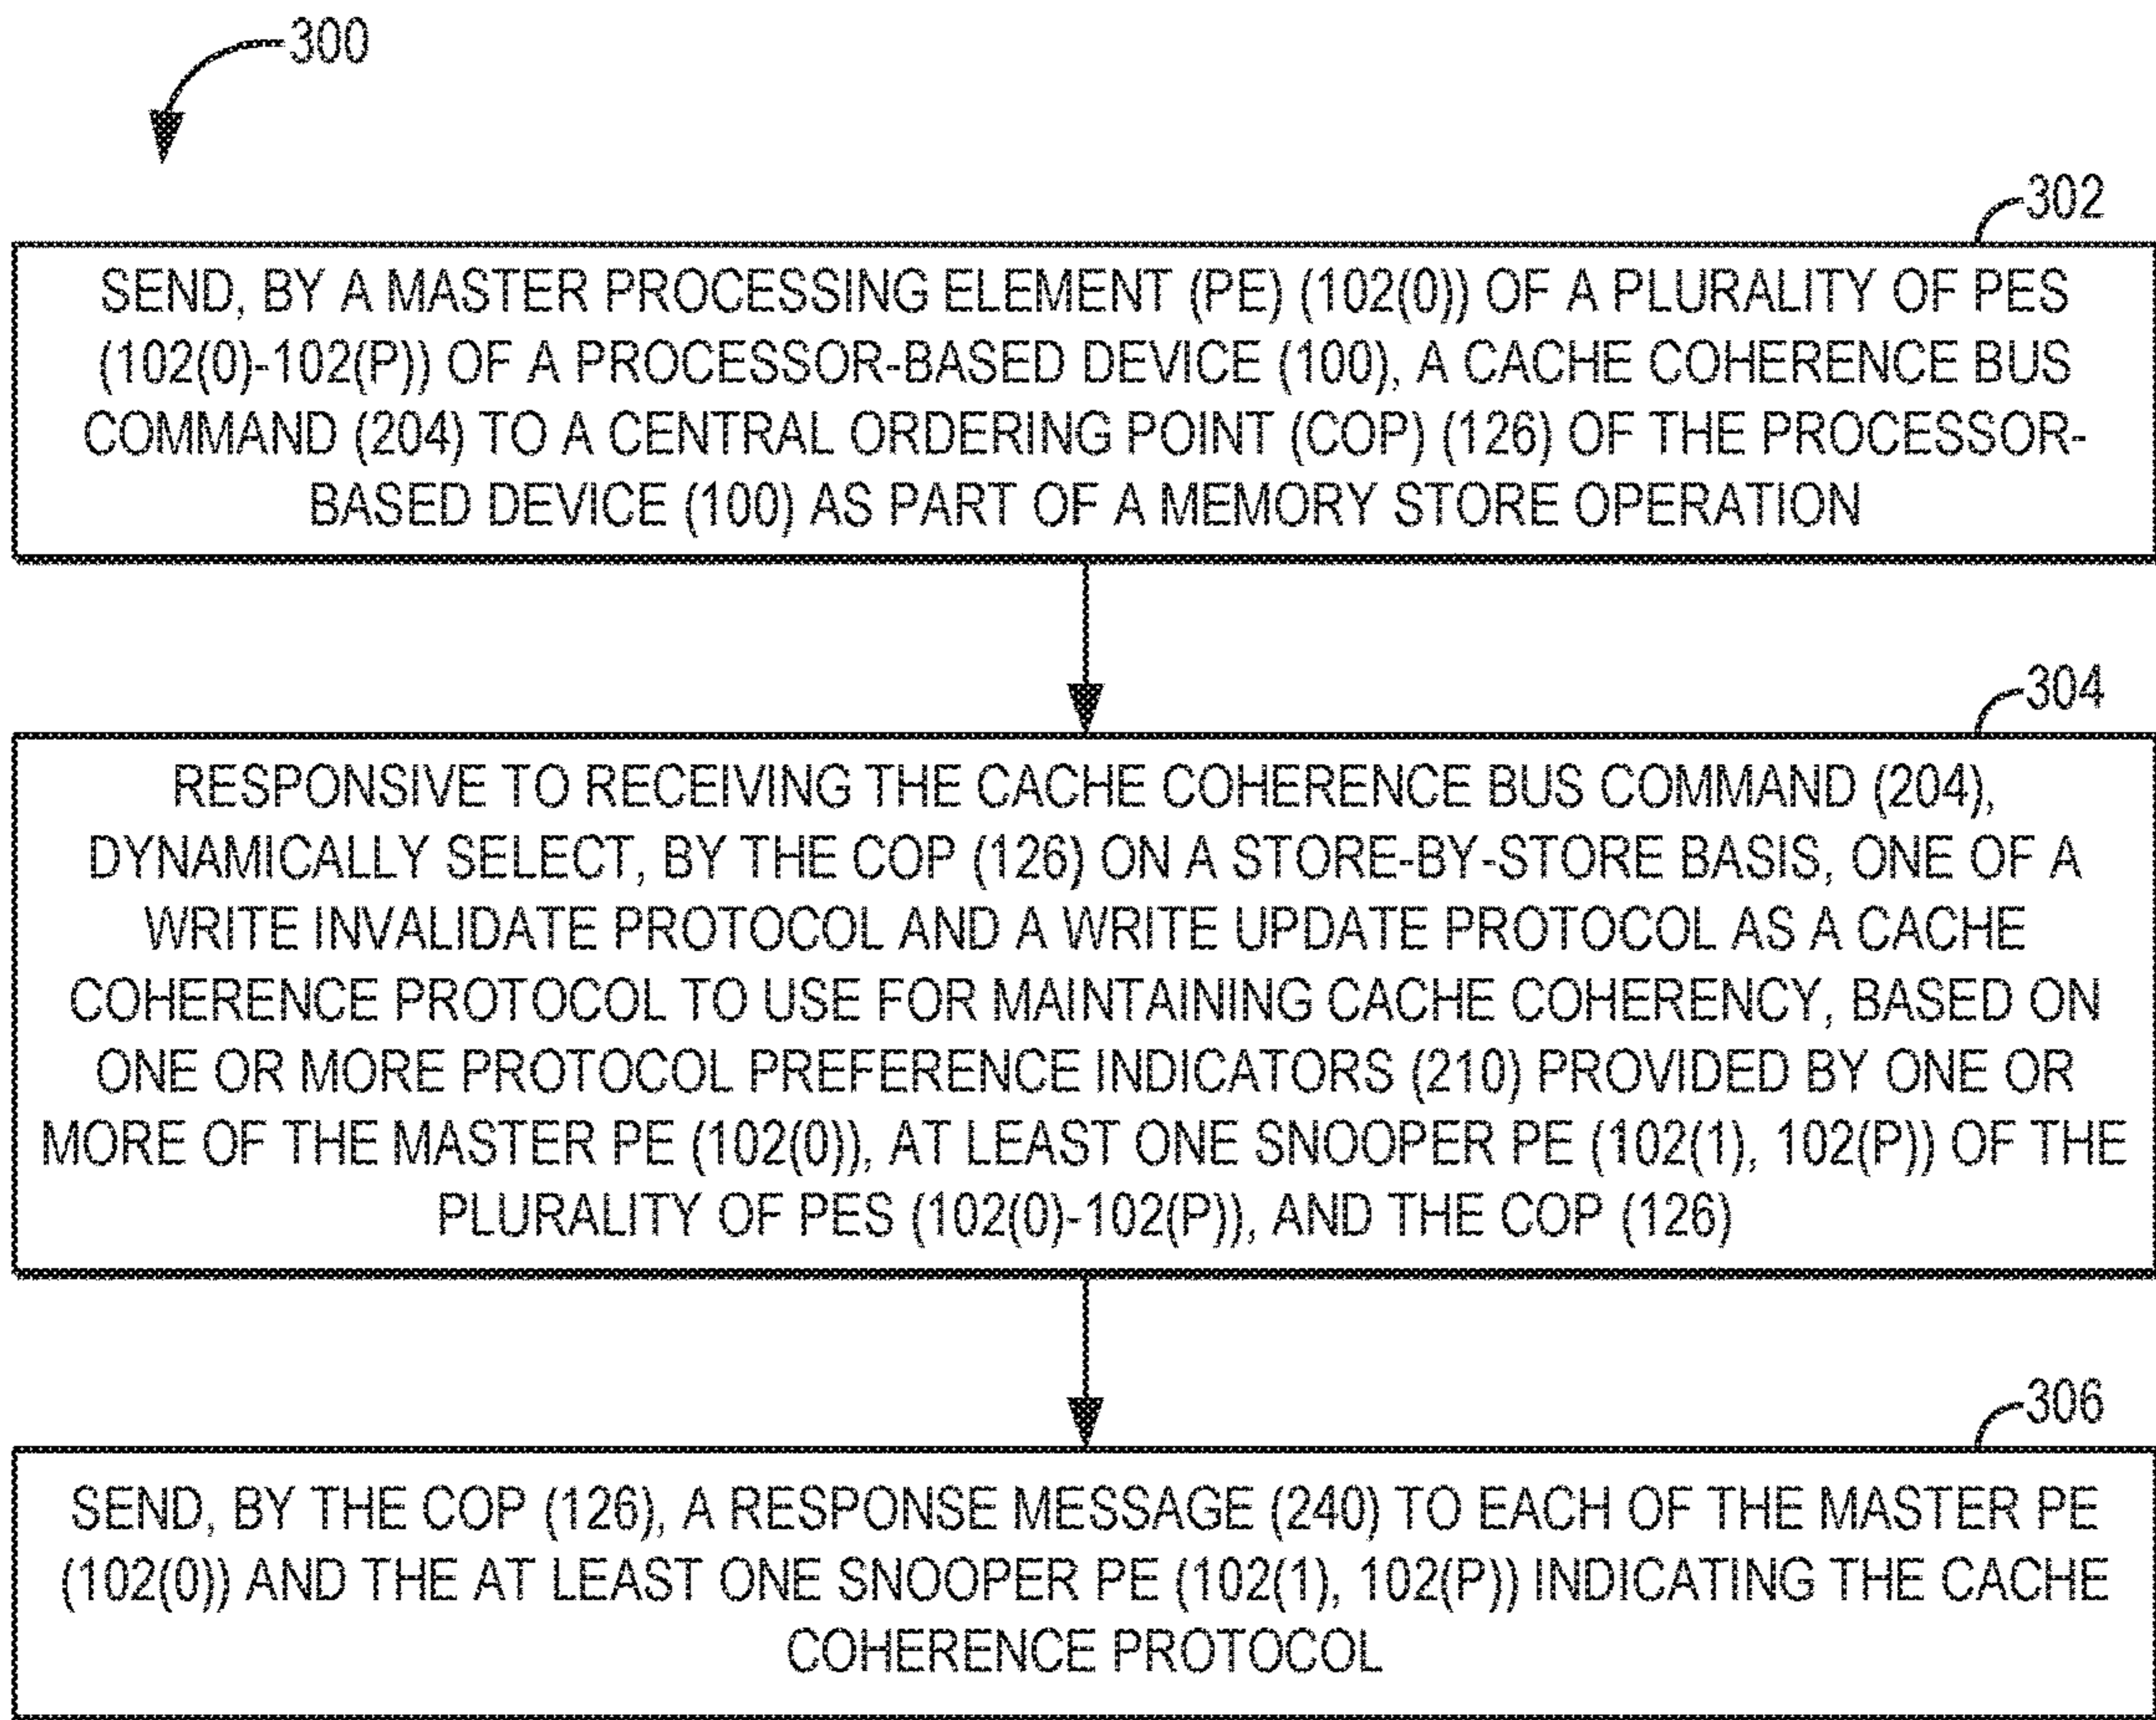 300
302
SEND, BY A MASTER PROCESSING ELEMENT (PE) (102(0)) OF A PLURALITY OF PES
(102(0)-102(P)) OF A PROCESSOR-BASED DEVICE (100), A CACHE COHERENCE BUS
COMMAND (204) TO A CENTRAL ORDERING POINT (COP) (126) OF THE PROCESSOR-
BASED DEVICE (100) AS PART OF A MEMORY STORE OPERATION
304
RESPONSIVE TO RECEIVING THE CACHE COHERENCE BUS COMMAND (204),
DYNAMICALLY SELECT, BY THE COP (126) ON A STORE-BY-STORE BASIS, ONE OF A
WRITE INVALIDATE PROTOCOL AND A WRITE UPDATE PROTOCOL AS A CACHE
COHERENCE PROTOCOL TO USE FOR MAINTAINING CACHE COHERENCY, BASED ON
ONE OR MORE PROTOCOL PREFERENCE INDICATORS (210) PROVIDED BY ONE OR
MORE OF THE MASTER PE (102(0)), AT LEAST ONE SNOOPER PE (102(1), 102(P)) OF THE
PLURALITY OF PES (102(0)-102(P)), AND THE COP (126)
306
SEND, BY THE COP (126), A RESPONSE MESSAGE (240) TO EACH OF THE MASTER PE
(102(0)) AND THE AT LEAST ONE SNOOPER PE (102(1), 102(P)) INDICATING THE CACHE
COHERENCE PROTOCOL